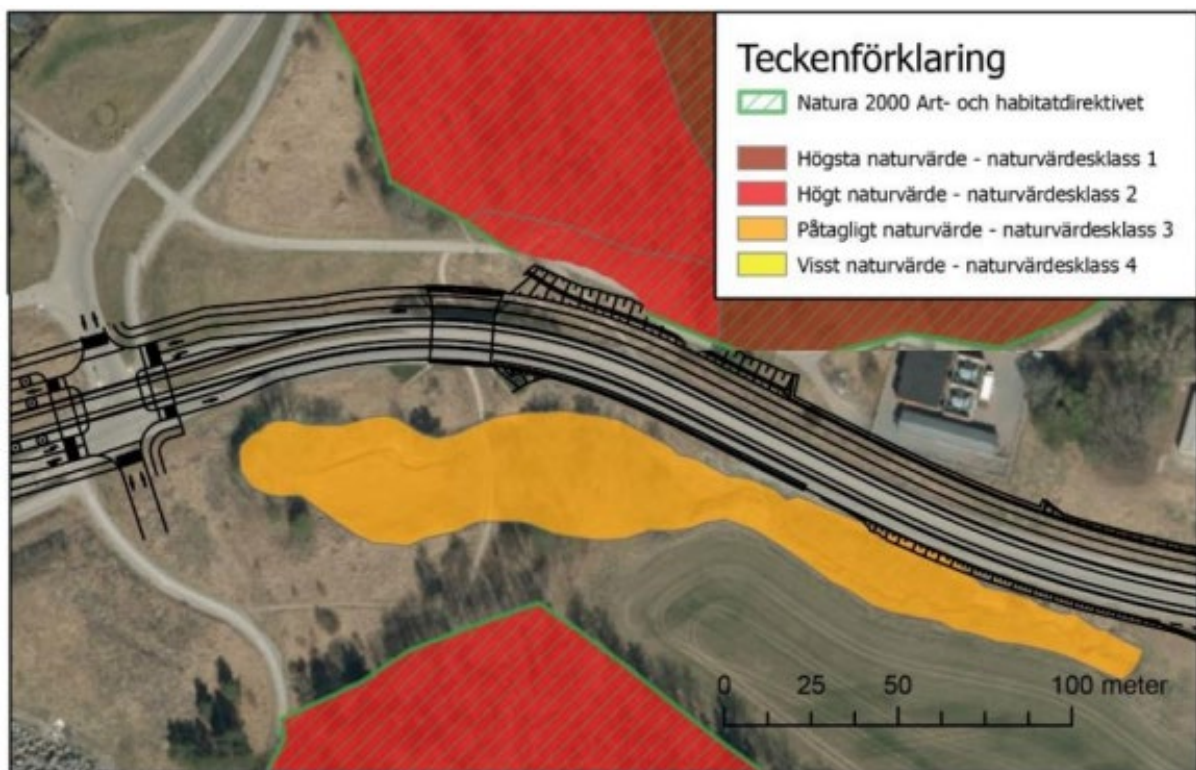 Teckenförklaring
Natura 2000 Art- och habitatdirektivet
Högsta naturvärde - naturvärdesklass 1
Högt naturvärde - naturvärdesklass 2
Påtagligt naturvärde - naturvärdesklass 3
Visst naturvärde - naturvärdesklass 4
0 25 50 100 meter